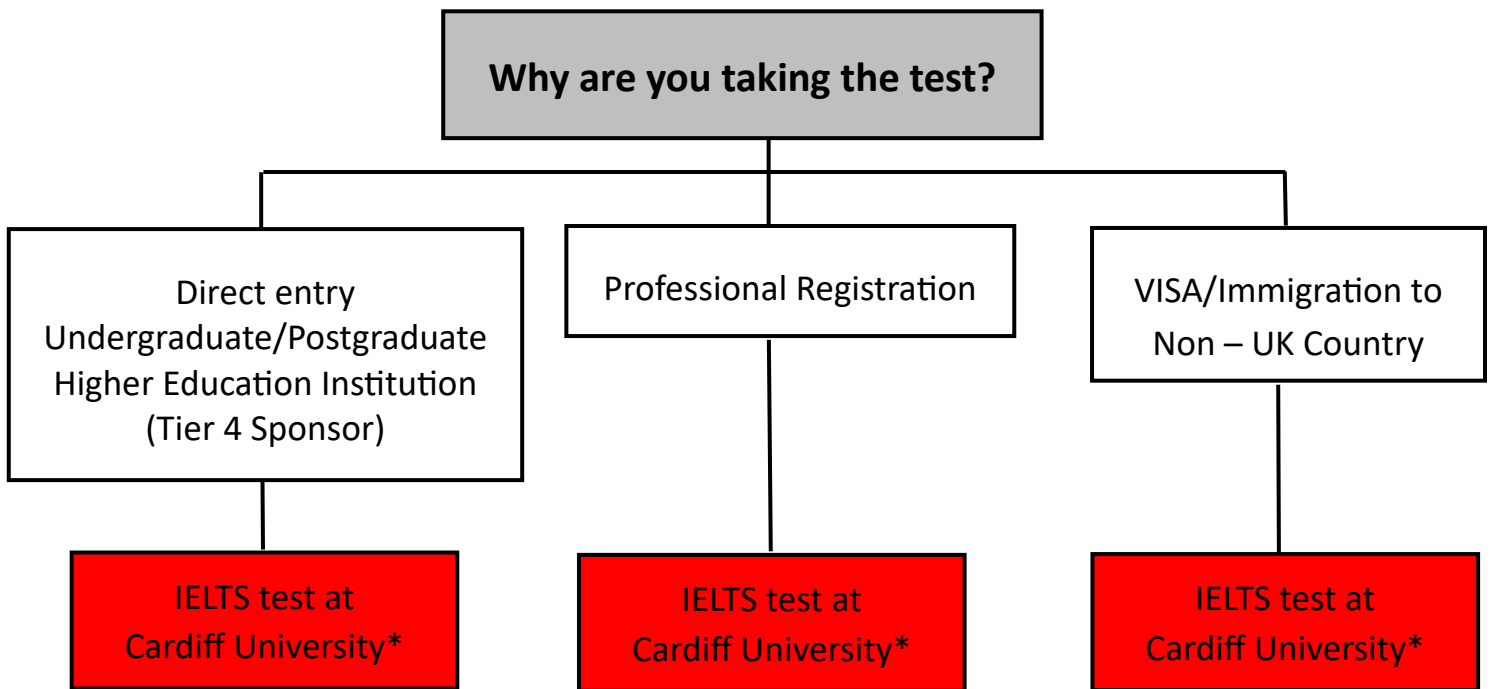 Why are you taking the test?
Direct entry
Undergraduate/Postgraduate
Higher Education Institution
(Tier 4 Sponsor)
Professional Registration
VISA/Immigration to
Non – UK Country
IELTS test at
Cardiff University*
IELTS test at
Cardiff University*
IELTS test at
Cardiff University*